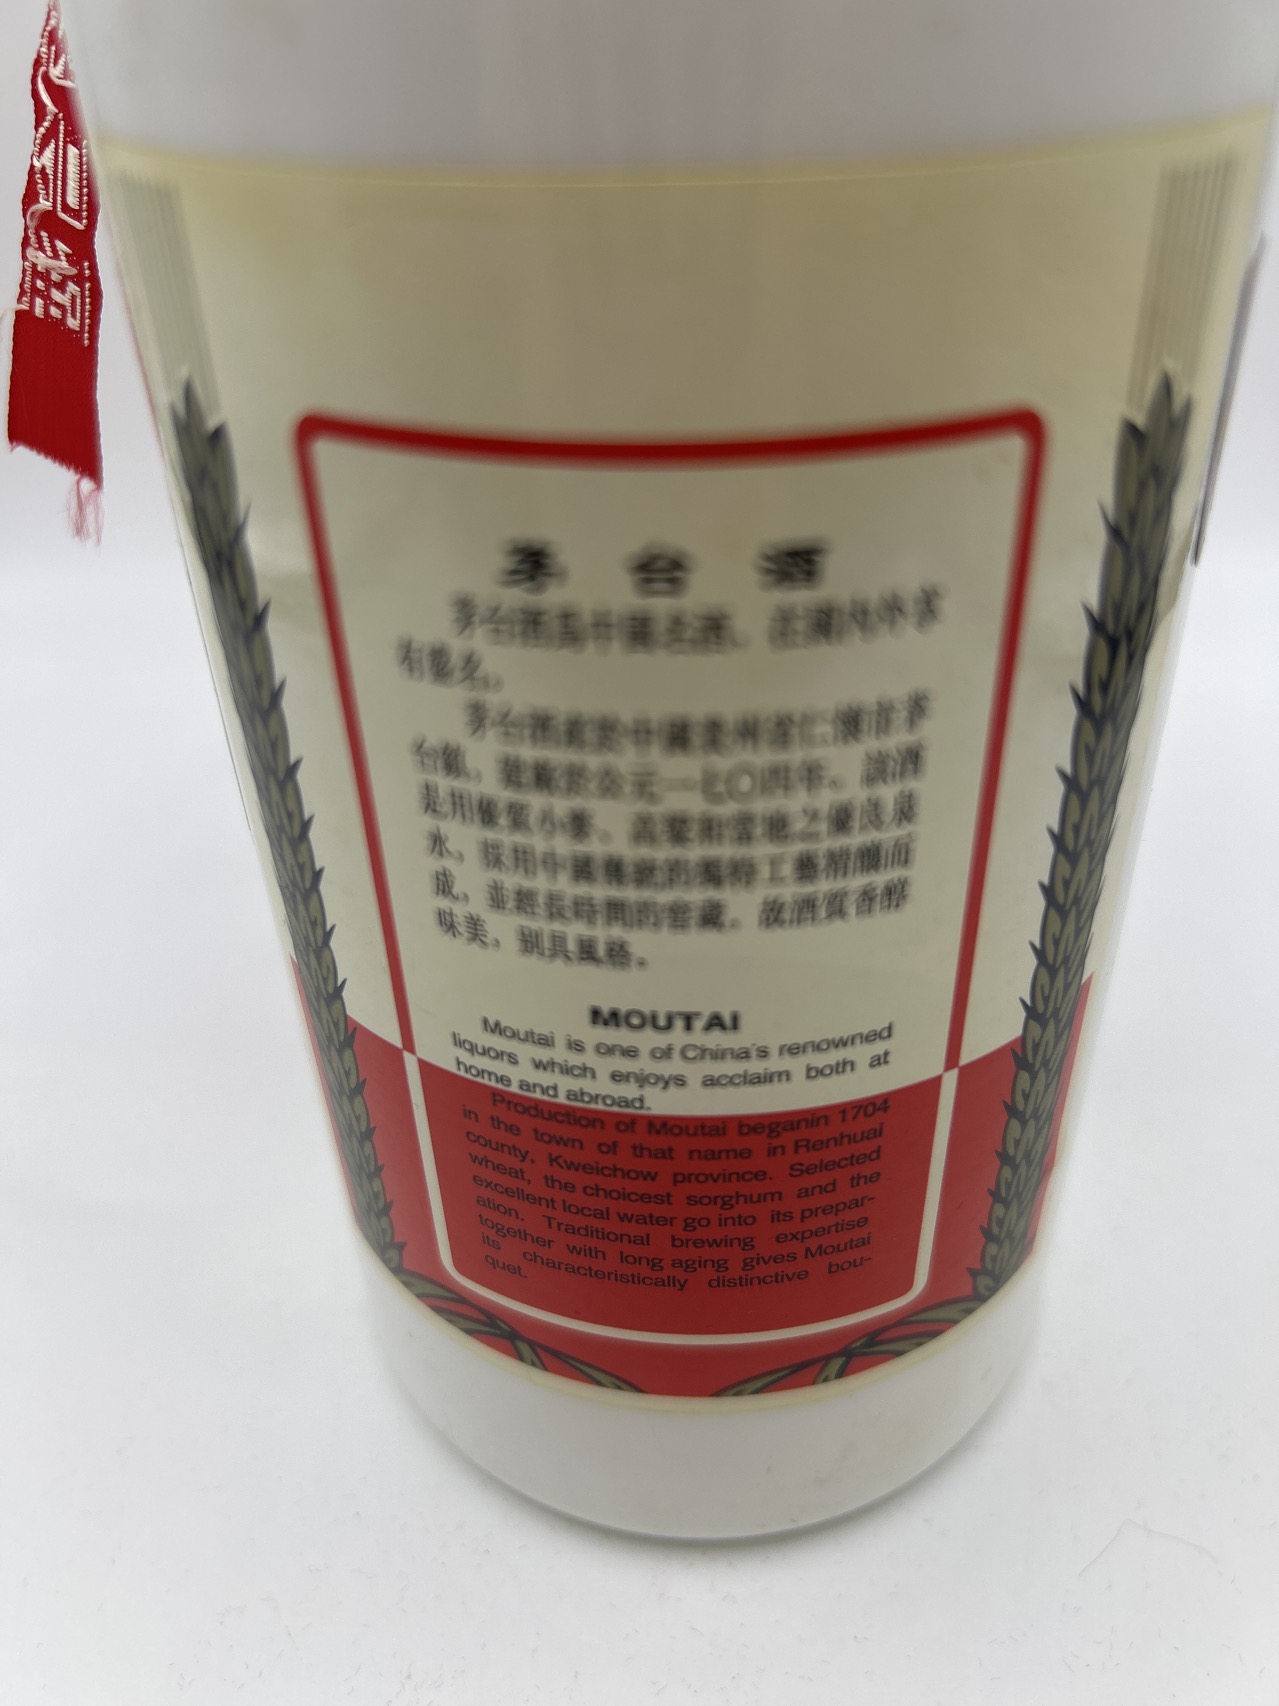 茅台酒
茅台酒為中國名酒，在國內外享
有盛名。
茅台酒產於中國貴州省仁懷市茅
台鎮，建廠於公元一七〇四年。該酒
是用優質小麥、高粱和當地之優良泉
水，採用中國傳統的獨特工藝精釀而
成，並經長時間的窖藏，故酒質香醇
味美，別具風格。
MOUTAI
Moutai is one of China's renowned
liquors which enjoys acclaim both at
home and abroad.
Production of Moutai beganin 1704
in the town of that name in Renhuai
county, Kweichow province. Selected
wheat, the choicest sorghum and the
excellent local water go into its prepar-
ation. Traditional brewing expertise
together with long aging gives Moutai
its characteristically distinctive bou-
quet.